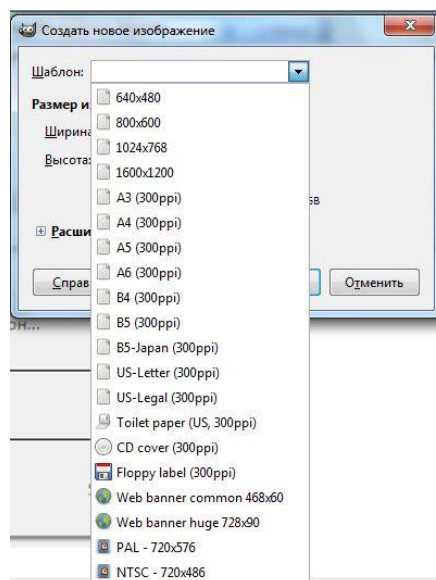 Создать новое изображение
Шаблон:
640x480
Размер и
800x600
Ширина
1024x768
Высота:
1600x1200
A3 (300ppi)
A4 (300ppi)
Расши
A5 (300ppi)
A6 (300ppi)
Справ
Отменить
B4 (300ppi)
B5 (300ppi)
B5-Japan (300ppi)
US-Letter (300ppi)
US-Legal (300ppi)
Toilet paper (US, 300ppi)
CD cover (300ppi)
Floppy label (300ppi)
Web banner common 468x60
Web banner huge 728x90
PAL - 720x576
NTSC - 720x486